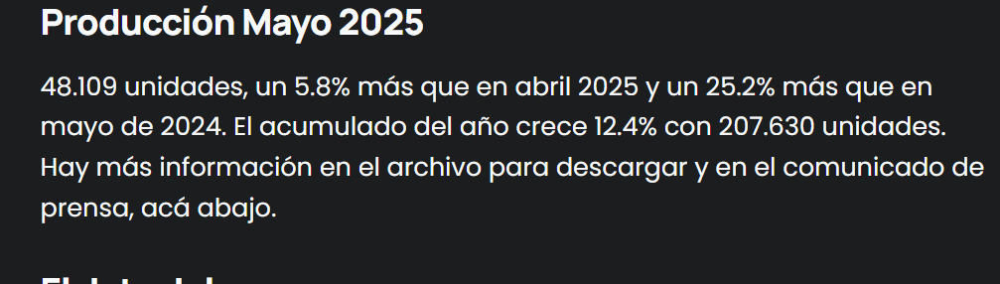 Producción Mayo 2025
48.109 unidades, un 5.8% más que en abril 2025 y un 25.2% más que en
mayo de 2024. El acumulado del año crece 12.4% con 207.630 unidades.
Hay más información en el archivo para descargar y en el comunicado de
prensa, acá abajo.